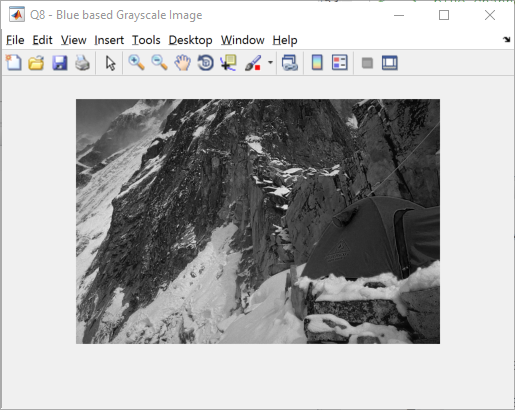 Q8 - Blue based Grayscale Image
File Edit View Insert Tools Desktop Window Help